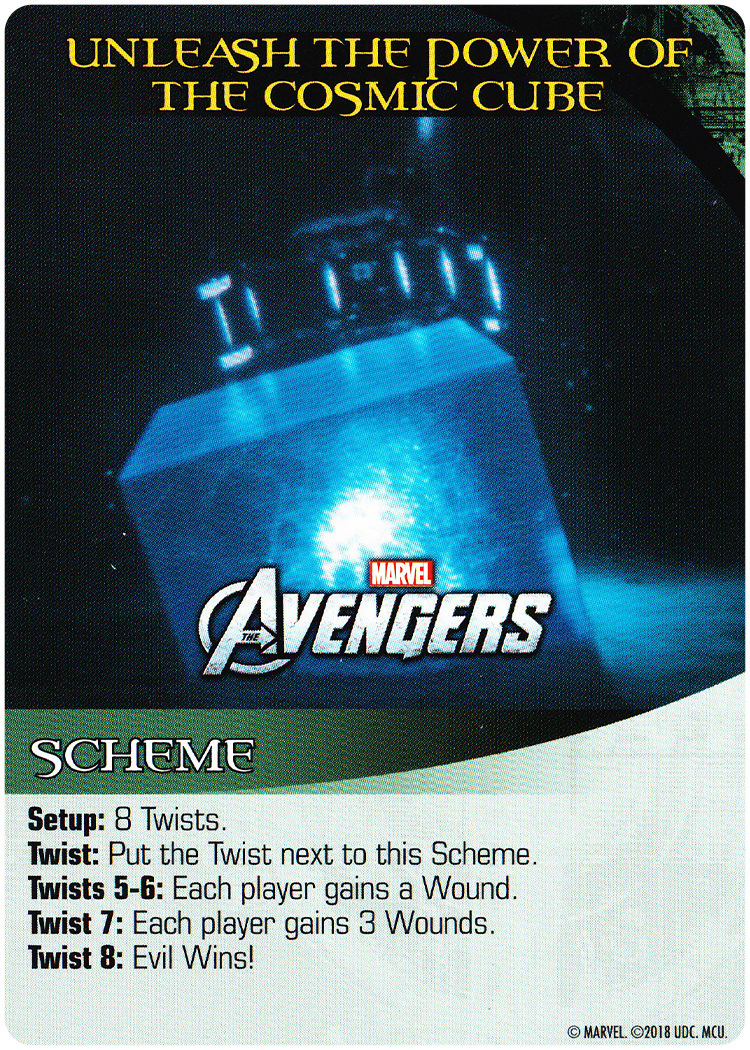 UNLEASH THE POWER OF
THE COSMIC CUBE
MARVEL
THE AVENGERS
SCHEME
Setup: 8 Twists.
Twist: Put the Twist next to this Scheme.
Twists 5-6: Each player gains a Wound.
Twist 7: Each player gains 3 Wounds.
Twist 8: Evil Wins!
© MARVEL. ©2018 UDC. MCU.